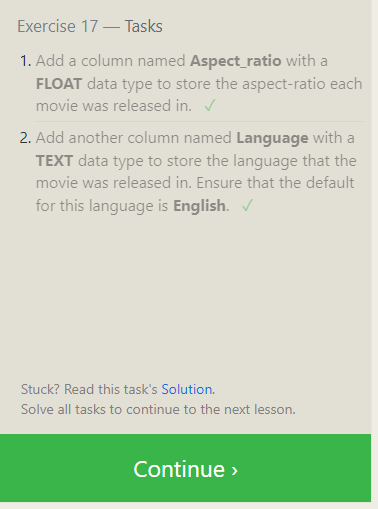 Exercise 17 — Tasks
1. Add a column named Aspect_ratio with a
FLOAT data type to store the aspect-ratio each
movie was released in. ✓
2. Add another column named Language with a
TEXT data type to store the language that the
movie was released in. Ensure that the default
for this language is English. ✓
Stuck? Read this task's Solution.
Solve all tasks to continue to the next lesson.
Continue ›